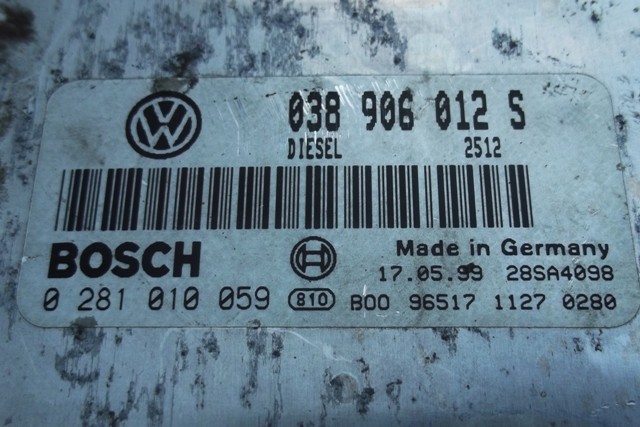 038 906 012 S
DIESEL 2512
BOSCH
Made in Germany
17.05.99 28SA4098
0 281 010 059 810 B00 96517 1127 0280